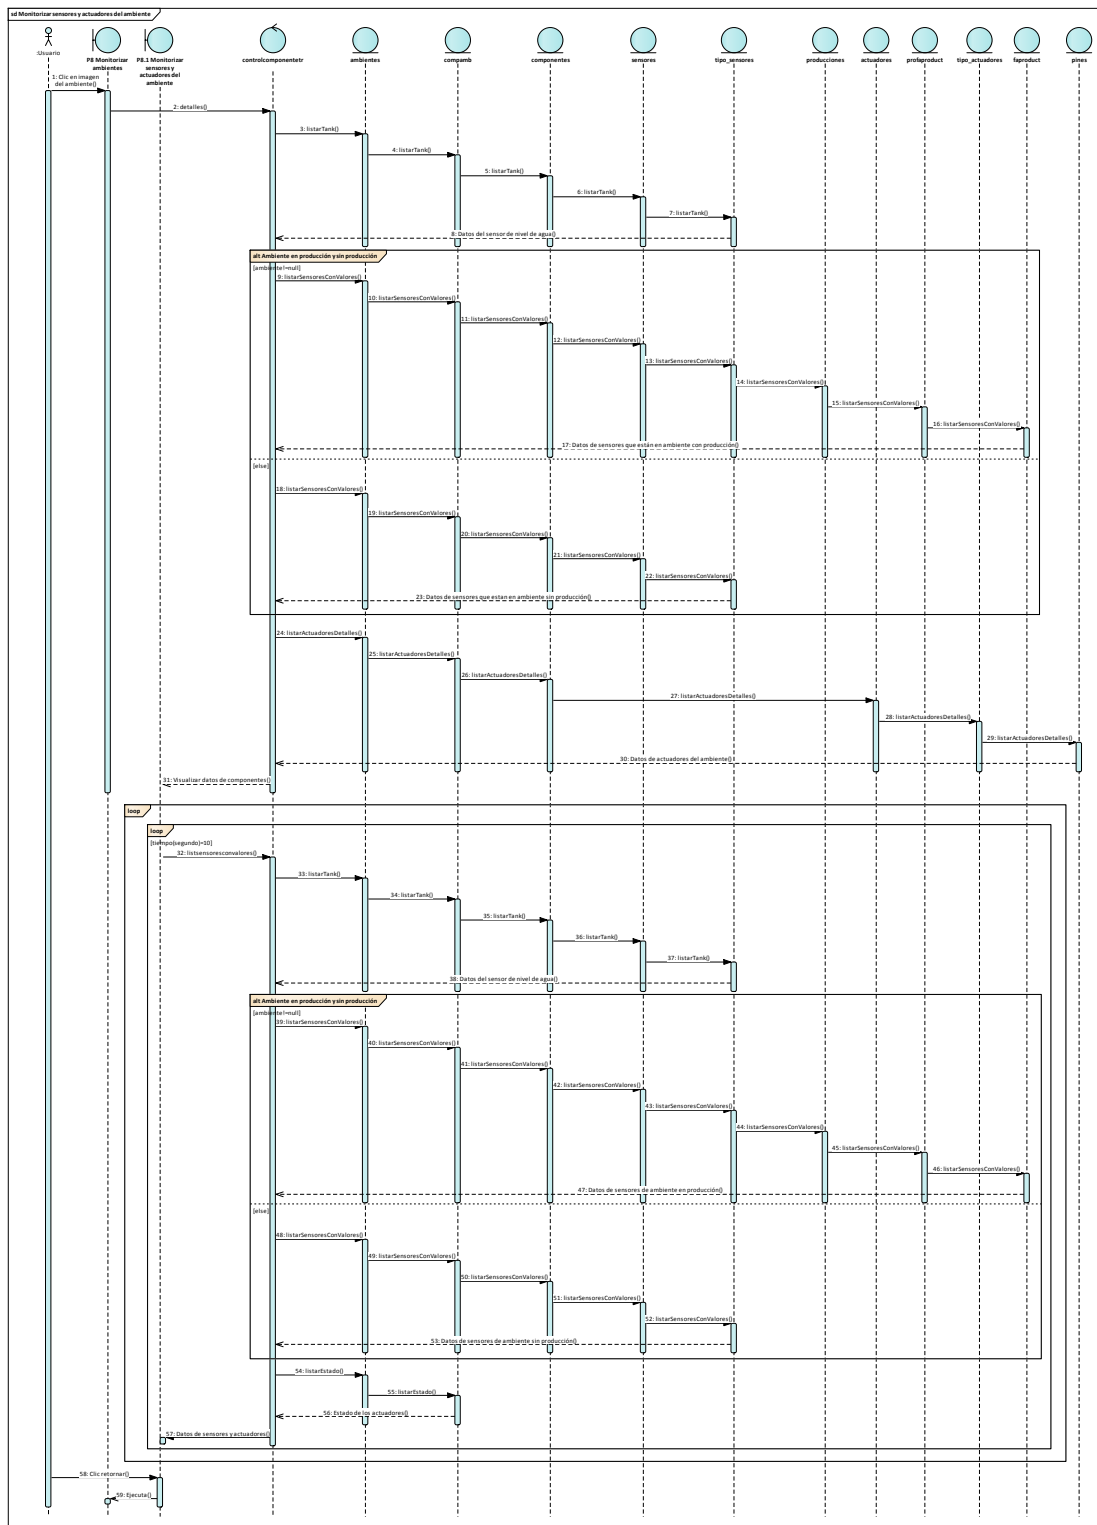 sd Monitorizar sensores y actuadores del ambiente
:Usuario
P8 Monitorizar
ambientes
P8.1 Monitorizar
sensores y
actuadores del
ambiente
controlcomponentetr
ambientes
compamb
componentes
sensores
tipo_sensores
producciones
actuadores
profaproduct
tipo_actuadores
faproduct
pines
1: Clic en imagen
del ambiente()
2: detalles()
3: listarTank()
4: listarTank()
5: listarTank()
6: listarTank()
7: listarTank()
8: Datos del sensor de nivel de agua()
alt Ambiente en producción y sin producción
[ambiente!=null]
9: listarSensoresConValores()
10: listarSensoresConValores()
11: listarSensoresConValores()
12: listarSensoresConValores()
13: listarSensoresConValores()
14: listarSensoresConValores()
15: listarSensoresConValores()
16: listarSensoresConValores()
17: Datos de sensores que están en ambiente con producción()
[else]
18: listarSensoresConValores()
19: listarSensoresConValores()
20: listarSensoresConValores()
21: listarSensoresConValores()
22: listarSensoresConValores()
23: Datos de sensores que estan en ambiente sin producción()
24: listarActuadoresDetalles()
25: listarActuadoresDetalles()
26: listarActuadoresDetalles()
27: listarActuadoresDetalles()
28: listarActuadoresDetalles()
29: listarActuadoresDetalles()
30: Datos de actuadores del ambiente()
31: Visualizar datos de componentes()
loop
loop
[tiempo(segundo)=10]
32: listsensoresconvalores()
33: listarTank()
34: listarTank()
35: listarTank()
36: listarTank()
37: listarTank()
38: Datos del sensor de nivel de agua()
alt Ambiente en producción y sin producción
[ambiente!=null]
39: listarSensoresConValores()
40: listarSensoresConValores()
41: listarSensoresConValores()
42: listarSensoresConValores()
43: listarSensoresConValores()
44: listarSensoresConValores()
45: listarSensoresConValores()
46: listarSensoresConValores()
47: Datos de sensores de ambiente en producción()
[else]
48: listarSensoresConValores()
49: listarSensoresConValores()
50: listarSensoresConValores()
51: listarSensoresConValores()
52: listarSensoresConValores()
53: Datos de sensores de ambiente sin producción()
54: listarEstado()
55: listarEstado()
56: Estado de los actuadores()
57: Datos de sensores y actuadores()
58: Clic retornar()
59: Ejecuta()